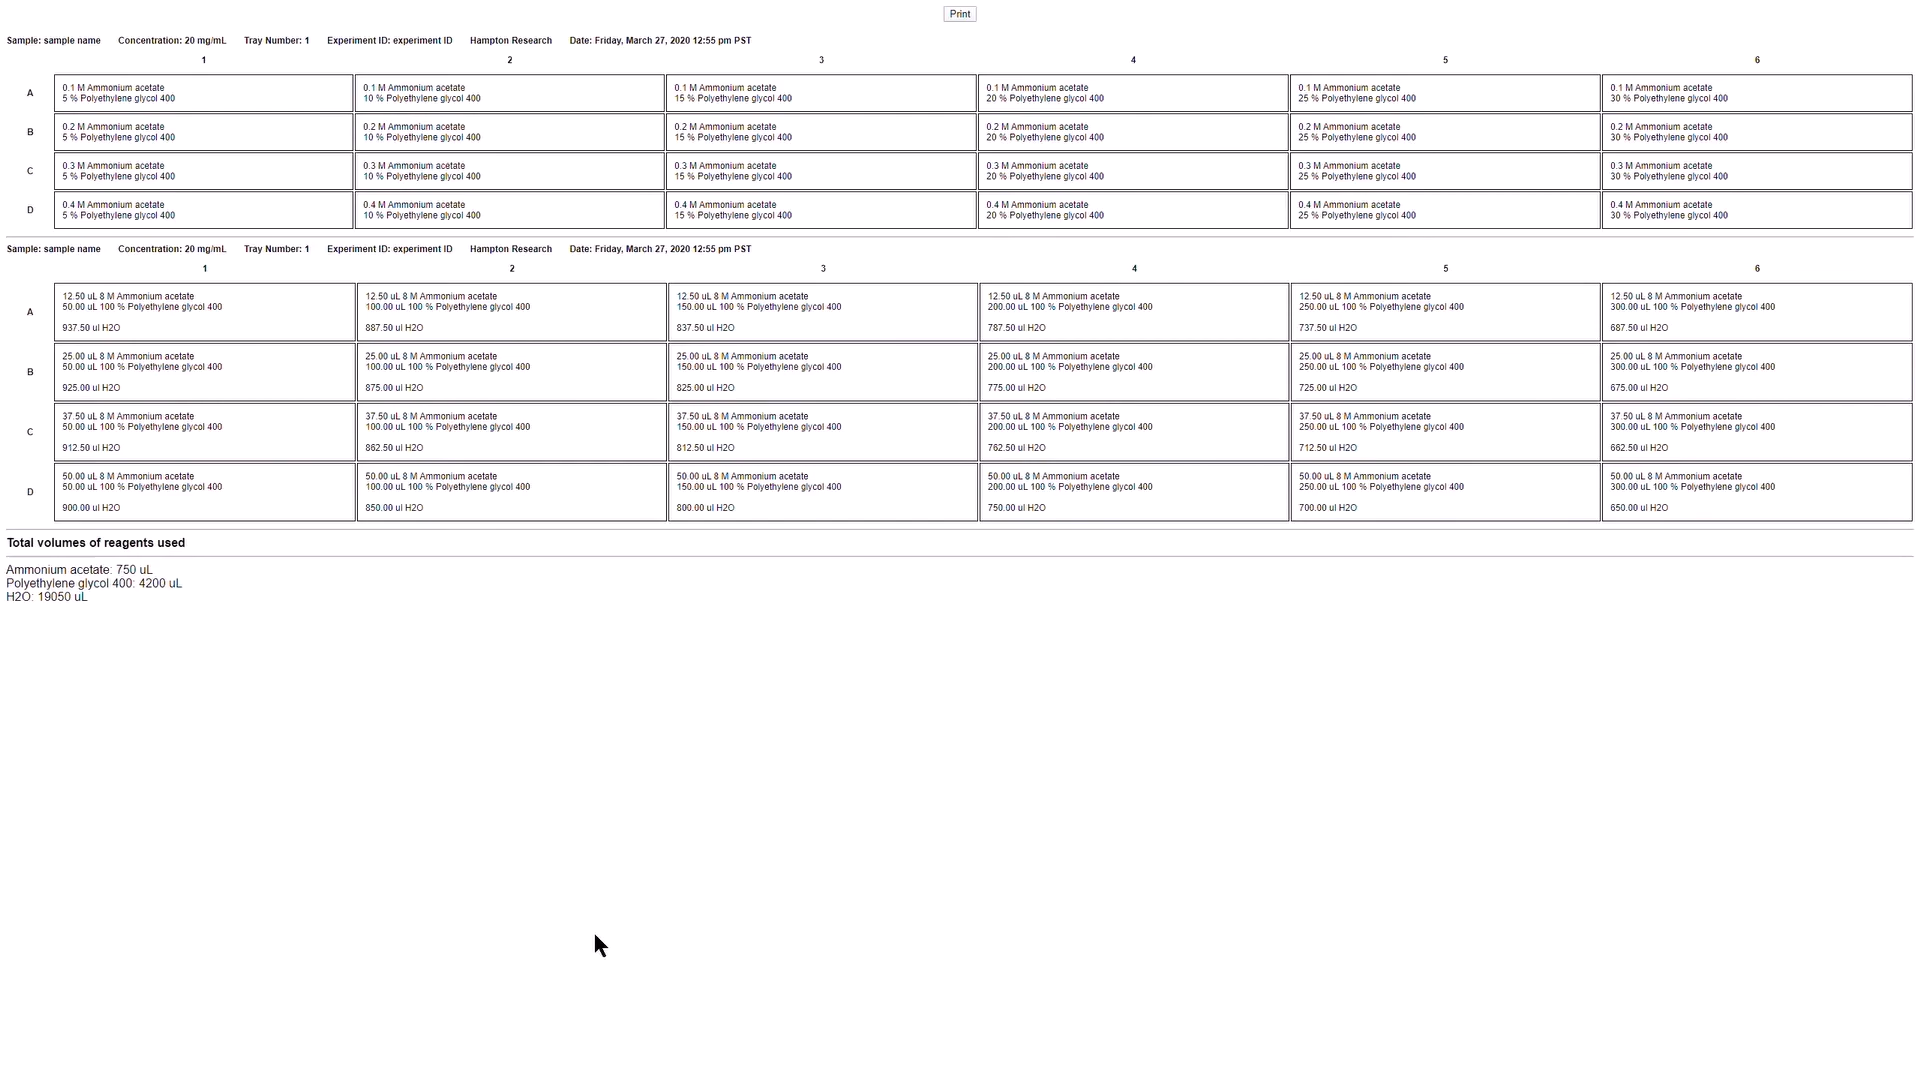 Print
Sample: sample name Concentration: 20 mg/mL Tray Number: 1 Experiment ID: experiment ID Hampton Research Date: Friday, March 27, 2020 12:55 pm PST
1 2 3 4 5 6
A
0.1 M Ammonium acetate
5 % Polyethylene glycol 400
0.1 M Ammonium acetate
10 % Polyethylene glycol 400
0.1 M Ammonium acetate
15 % Polyethylene glycol 400
0.1 M Ammonium acetate
20 % Polyethylene glycol 400
0.1 M Ammonium acetate
25 % Polyethylene glycol 400
0.1 M Ammonium acetate
30 % Polyethylene glycol 400
B
0.2 M Ammonium acetate
5 % Polyethylene glycol 400
0.2 M Ammonium acetate
10 % Polyethylene glycol 400
0.2 M Ammonium acetate
15 % Polyethylene glycol 400
0.2 M Ammonium acetate
20 % Polyethylene glycol 400
0.2 M Ammonium acetate
25 % Polyethylene glycol 400
0.2 M Ammonium acetate
30 % Polyethylene glycol 400
C
0.3 M Ammonium acetate
5 % Polyethylene glycol 400
0.3 M Ammonium acetate
10 % Polyethylene glycol 400
0.3 M Ammonium acetate
15 % Polyethylene glycol 400
0.3 M Ammonium acetate
20 % Polyethylene glycol 400
0.3 M Ammonium acetate
25 % Polyethylene glycol 400
0.3 M Ammonium acetate
30 % Polyethylene glycol 400
D
0.4 M Ammonium acetate
5 % Polyethylene glycol 400
0.4 M Ammonium acetate
10 % Polyethylene glycol 400
0.4 M Ammonium acetate
15 % Polyethylene glycol 400
0.4 M Ammonium acetate
20 % Polyethylene glycol 400
0.4 M Ammonium acetate
25 % Polyethylene glycol 400
0.4 M Ammonium acetate
30 % Polyethylene glycol 400
Sample: sample name Concentration: 20 mg/mL Tray Number: 1 Experiment ID: experiment ID Hampton Research Date: Friday, March 27, 2020 12:55 pm PST
1 2 3 4 5 6
A
12.50 uL 8 M Ammonium acetate
50.00 uL 100 % Polyethylene glycol 400
937.50 ul H2O
12.50 uL 8 M Ammonium acetate
100.00 uL 100 % Polyethylene glycol 400
887.50 ul H2O
12.50 uL 8 M Ammonium acetate
150.00 uL 100 % Polyethylene glycol 400
837.50 ul H2O
12.50 uL 8 M Ammonium acetate
200.00 uL 100 % Polyethylene glycol 400
787.50 ul H2O
12.50 uL 8 M Ammonium acetate
250.00 uL 100 % Polyethylene glycol 400
737.50 ul H2O
12.50 uL 8 M Ammonium acetate
300.00 uL 100 % Polyethylene glycol 400
687.50 ul H2O
B
25.00 uL 8 M Ammonium acetate
50.00 uL 100 % Polyethylene glycol 400
925.00 ul H2O
25.00 uL 8 M Ammonium acetate
100.00 uL 100 % Polyethylene glycol 400
875.00 ul H2O
25.00 uL 8 M Ammonium acetate
150.00 uL 100 % Polyethylene glycol 400
825.00 ul H2O
25.00 uL 8 M Ammonium acetate
200.00 uL 100 % Polyethylene glycol 400
775.00 ul H2O
25.00 uL 8 M Ammonium acetate
250.00 uL 100 % Polyethylene glycol 400
725.00 ul H2O
25.00 uL 8 M Ammonium acetate
300.00 uL 100 % Polyethylene glycol 400
675.00 ul H2O
C
37.50 uL 8 M Ammonium acetate
50.00 uL 100 % Polyethylene glycol 400
912.50 ul H2O
37.50 uL 8 M Ammonium acetate
100.00 uL 100 % Polyethylene glycol 400
862.50 ul H2O
37.50 uL 8 M Ammonium acetate
150.00 uL 100 % Polyethylene glycol 400
812.50 ul H2O
37.50 uL 8 M Ammonium acetate
200.00 uL 100 % Polyethylene glycol 400
762.50 ul H2O
37.50 uL 8 M Ammonium acetate
250.00 uL 100 % Polyethylene glycol 400
712.50 ul H2O
37.50 uL 8 M Ammonium acetate
300.00 uL 100 % Polyethylene glycol 400
662.50 ul H2O
D
50.00 uL 8 M Ammonium acetate
50.00 uL 100 % Polyethylene glycol 400
900.00 ul H2O
50.00 uL 8 M Ammonium acetate
100.00 uL 100 % Polyethylene glycol 400
850.00 ul H2O
50.00 uL 8 M Ammonium acetate
150.00 uL 100 % Polyethylene glycol 400
800.00 ul H2O
50.00 uL 8 M Ammonium acetate
200.00 uL 100 % Polyethylene glycol 400
750.00 ul H2O
50.00 uL 8 M Ammonium acetate
250.00 uL 100 % Polyethylene glycol 400
700.00 ul H2O
50.00 uL 8 M Ammonium acetate
300.00 uL 100 % Polyethylene glycol 400
650.00 ul H2O
Total volumes of reagents used
Ammonium acetate: 750 uL
Polyethylene glycol 400: 4200 uL
H2O: 19050 uL